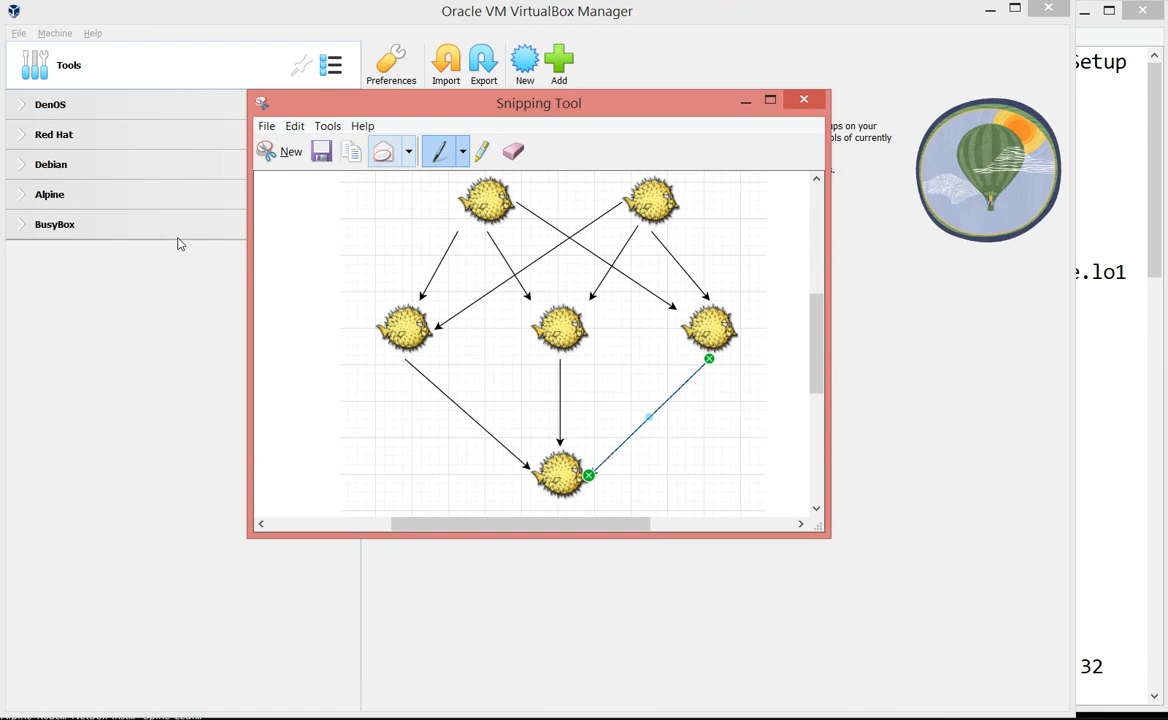 Oracle VM VirtualBox Manager
File Machine Help
Tools
Preferences
Import
Export
New
Add
DenOS
Red Hat
Debian
Alpine
BusyBox
Snipping Tool
File Edit Tools Help
New
ups on your
ols of currently
Setup
e.lo1
32